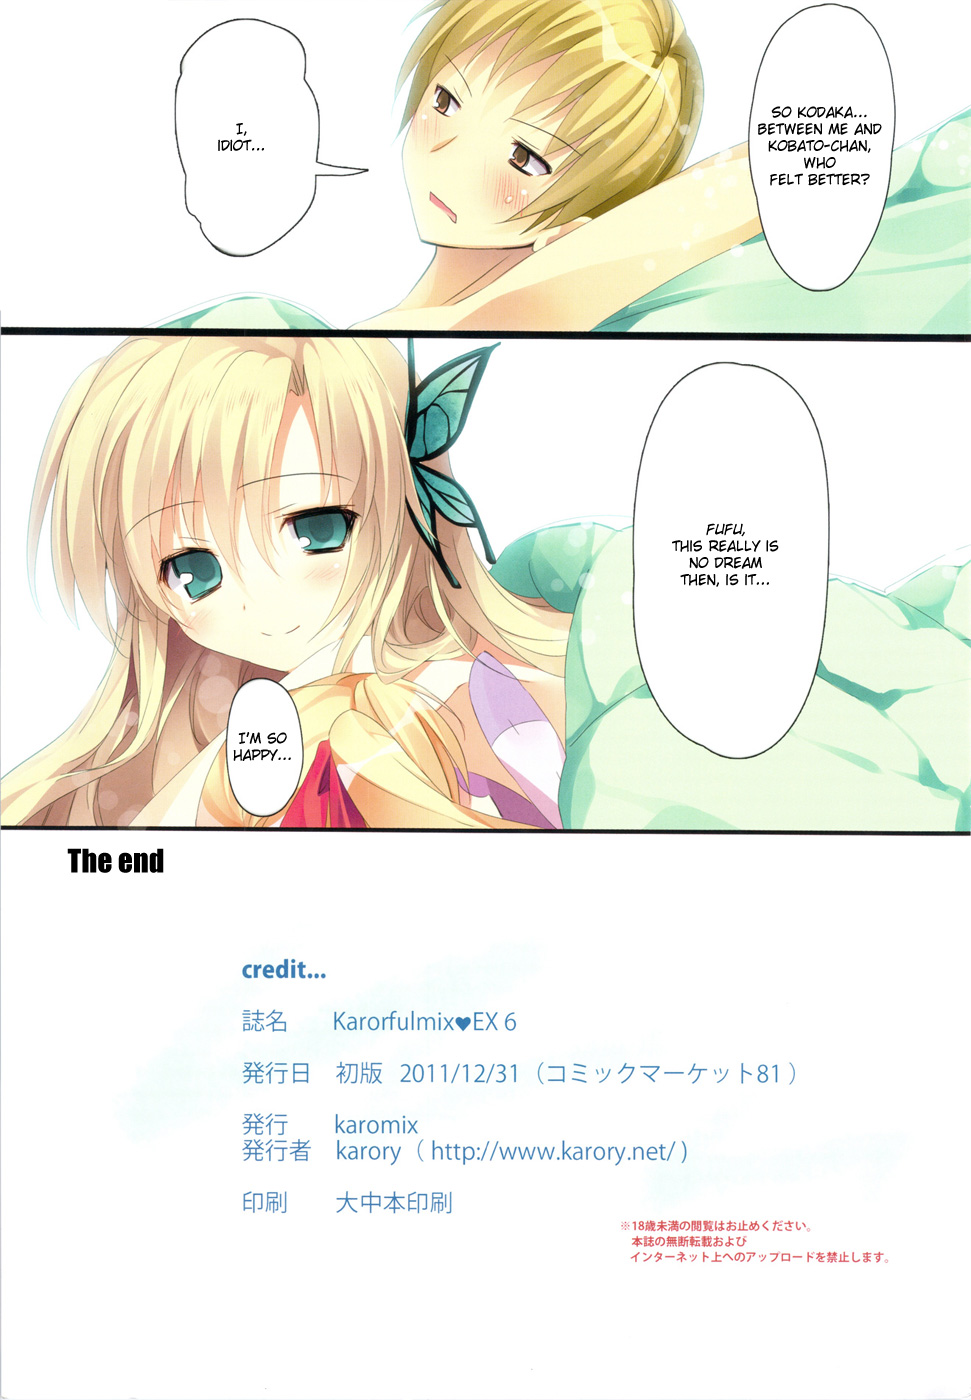 SO KODAKA...
BETWEEN ME AND
KOBATO-CHAN,
WHO
FELT BETTER?
I,
IDIOT...
FUFU,
THIS REALLY IS
NO DREAM
THEN, IS IT...
I'M SO
HAPPY...
The end
credit...
誌名 Karorfulmix♥EX 6
発行日 初版 2011/12/31（コミックマーケット81）
発行 karomix
発行者 karory（http://www.karory.net/）
印刷 大中本印刷
※18歳未満の閲覧はお止めください。
本誌の無断転載および
インターネット上へのアップロードを禁止します。